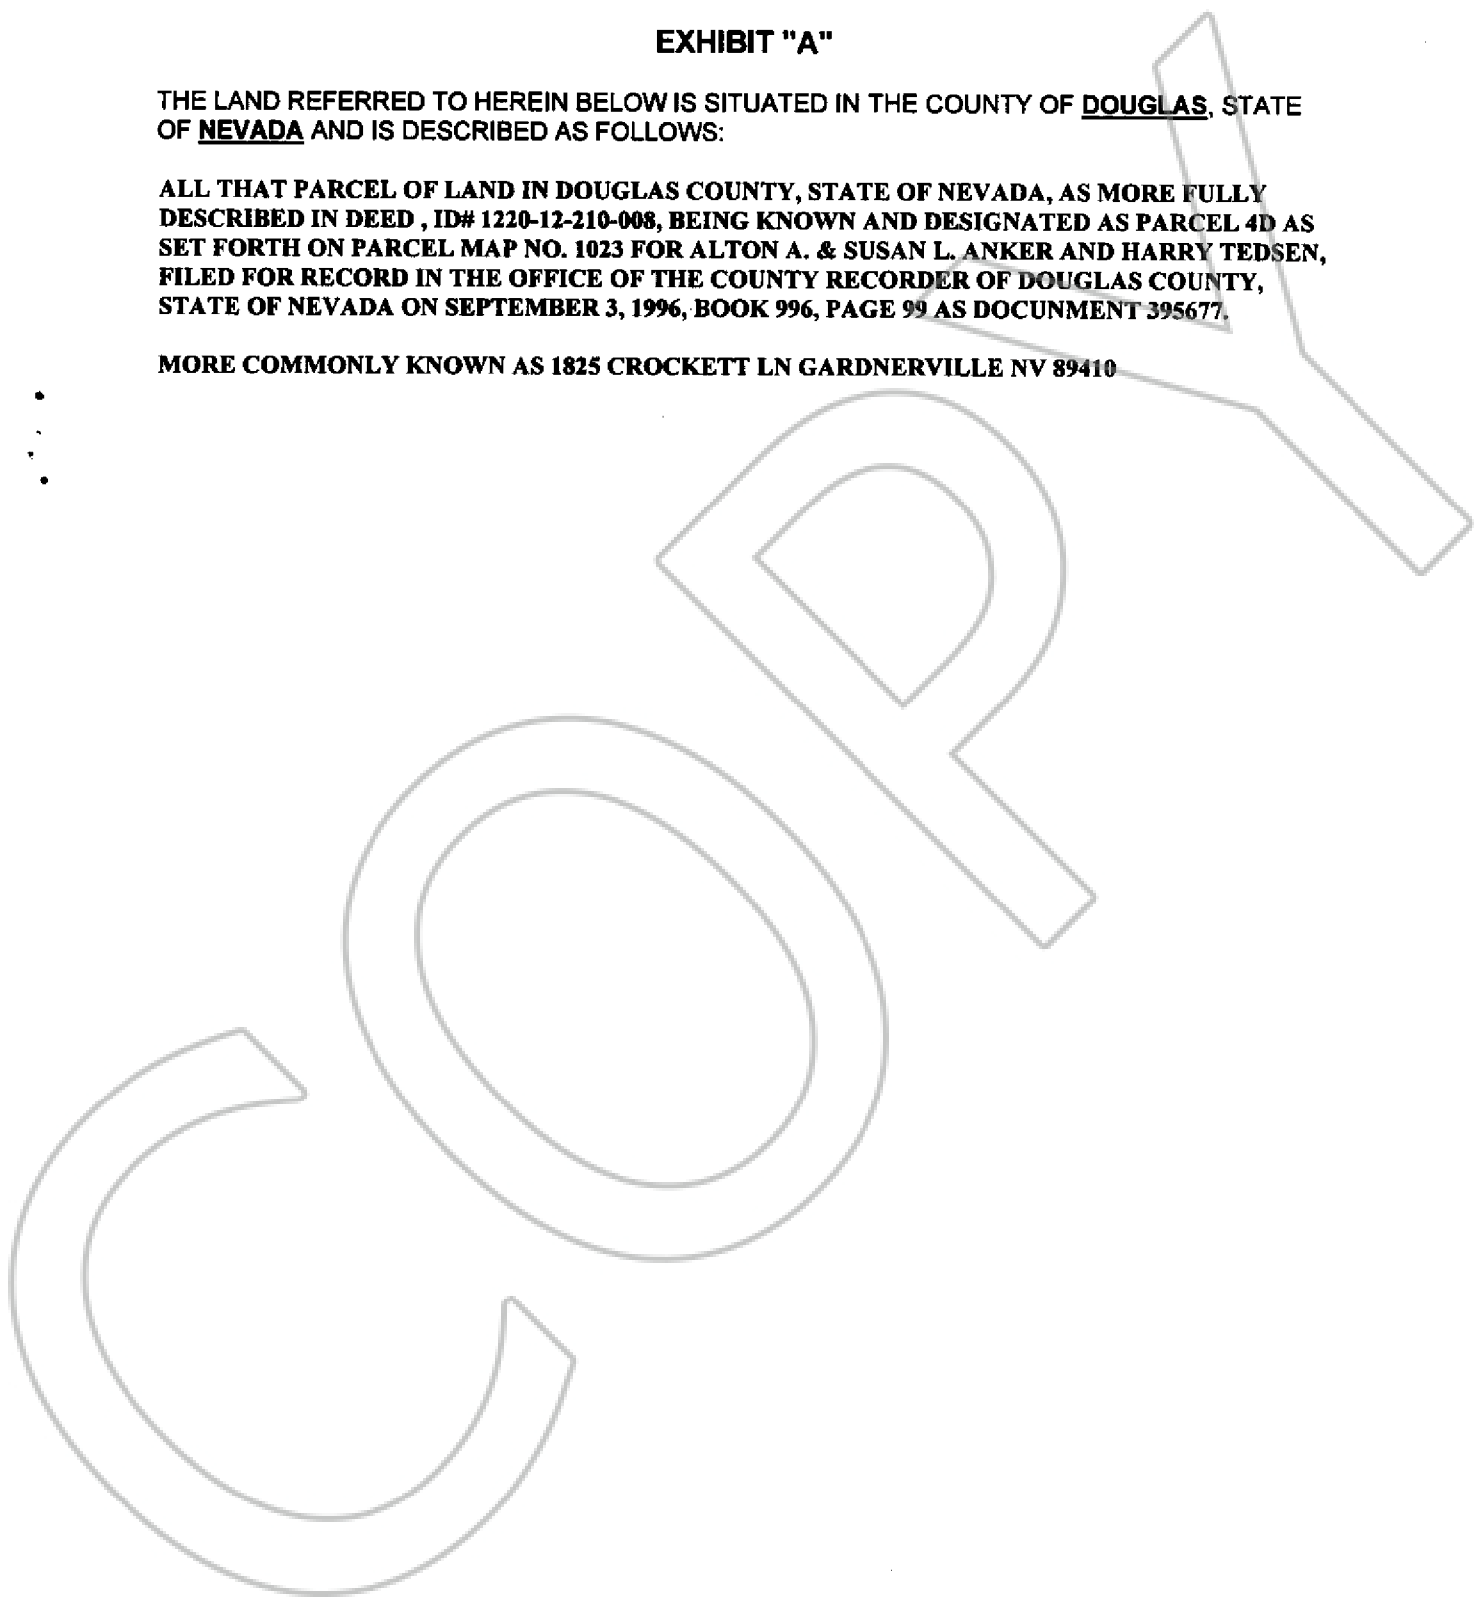 EXHIBIT "A"
THE LAND REFERRED TO HEREIN BELOW IS SITUATED IN THE COUNTY OF DOUGLAS, STATE
OF NEVADA AND IS DESCRIBED AS FOLLOWS:
ALL THAT PARCEL OF LAND IN DOUGLAS COUNTY, STATE OF NEVADA, AS MORE FULLY
DESCRIBED IN DEED , ID# 1220-12-210-008, BEING KNOWN AND DESIGNATED AS PARCEL 4D AS
SET FORTH ON PARCEL MAP NO. 1023 FOR ALTON A. & SUSAN L. ANKER AND HARRY TEDSEN,
FILED FOR RECORD IN THE OFFICE OF THE COUNTY RECORDER OF DOUGLAS COUNTY,
STATE OF NEVADA ON SEPTEMBER 3, 1996, BOOK 996, PAGE 99 AS DOCUNMENT 395677.
MORE COMMONLY KNOWN AS 1825 CROCKETT LN GARDNERVILLE NV 89410
COPY